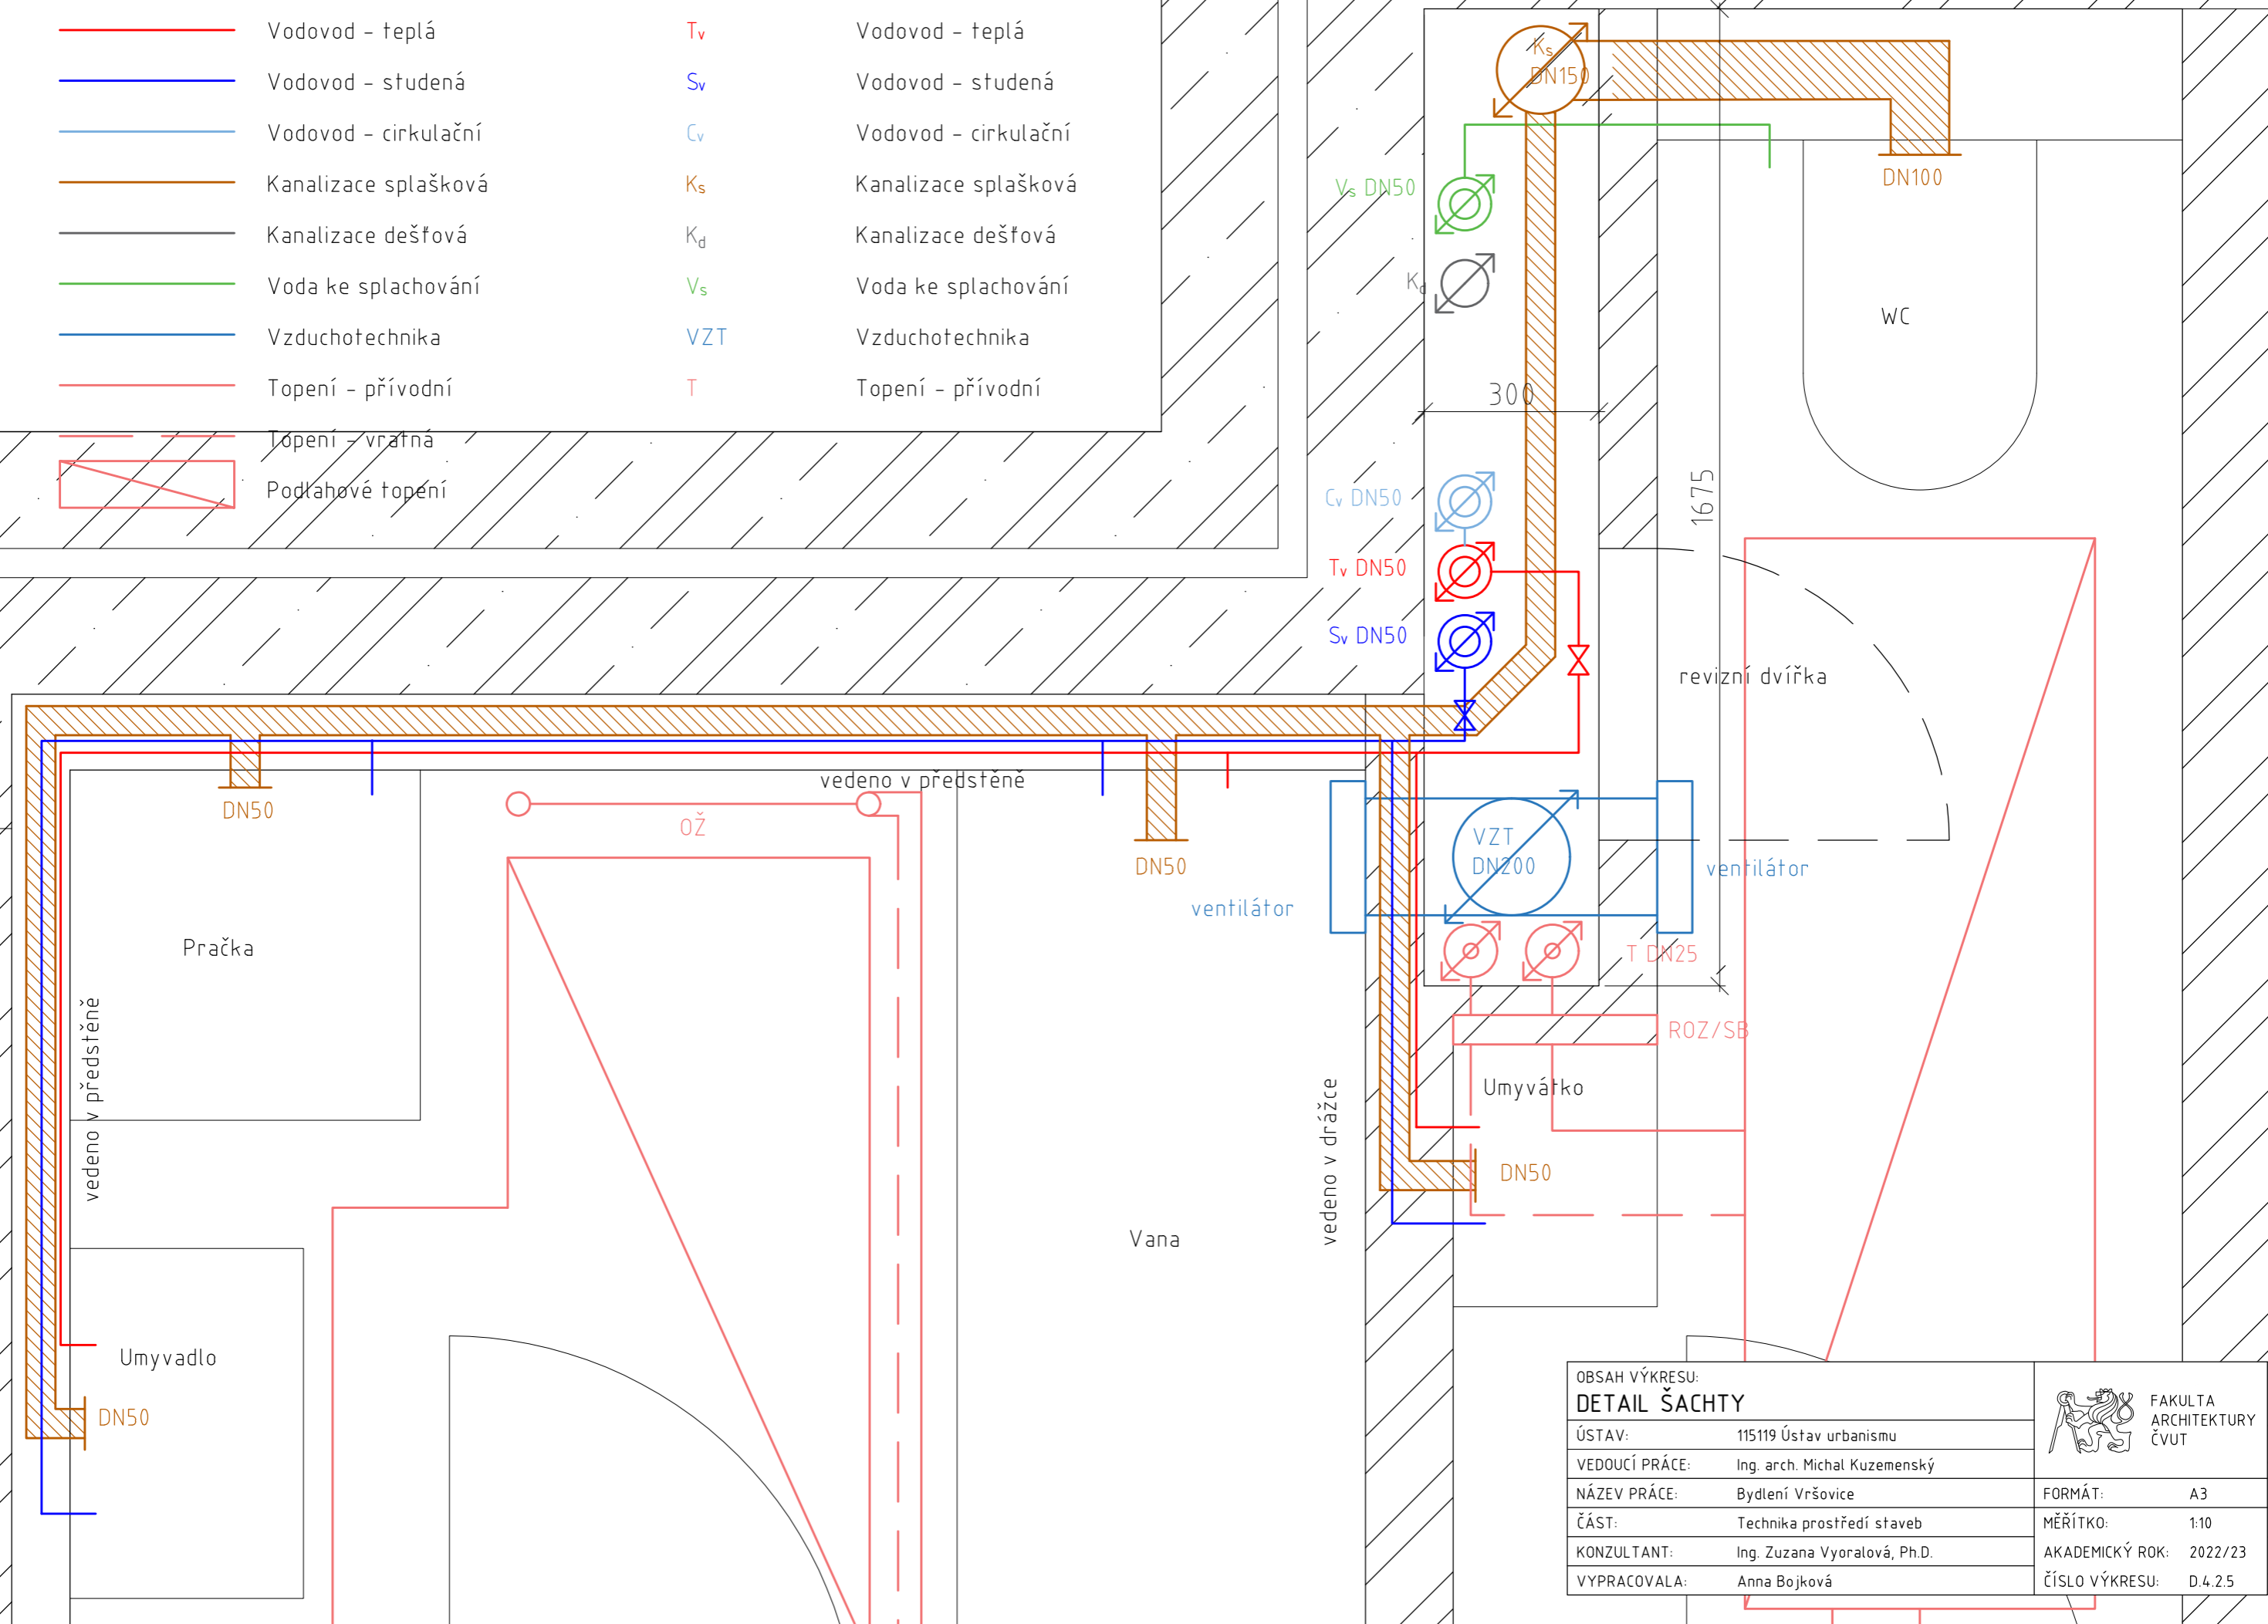 Vodovod - teplá Tv Vodovod - teplá
Vodovod - studená Sv Vodovod - studená
Vodovod - cirkulační Cv Vodovod - cirkulační
Kanalizace splašková Ks Kanalizace splašková
Kanalizace dešťová Kd Kanalizace dešťová
Voda ke splachování Vs Voda ke splachování
Vzduchotechnika VZT Vzduchotechnika
Topení - přívodní T Topení - přívodní
Topení - vratná
Podlahové topení
Ks
DN150
DN100
Vs DN50
Kd
WC
300
1675
Cv DN50
Tv DN50
Sv DN50
revizní dvířka
vedeno v předstěně
DN50
OŽ
DN50
VZT
DN200
ventilátor
ventilátor
Pračka
T DN25
ROZ/SB
Umyvátko
vedeno v předstěně
vedeno v drážce
DN50
Vana
Umyvadlo
DN50
OBSAH VÝKRESU:
DETAIL ŠACHTY
FAKULTA
ARCHITEKTURY
ČVUT
ÚSTAV: 115119 Ústav urbanismu
VEDOUCÍ PRÁCE: Ing. arch. Michal Kuzemenský
NÁZEV PRÁCE: Bydlení Vršovice
FORMÁT: A3
ČÁST: Technika prostředí staveb
MĚŘÍTKO: 1:10
KONZULTANT: Ing. Zuzana Vyoralová, Ph.D.
AKADEMICKÝ ROK: 2022/23
VYPRACOVALA: Anna Bojková
ČÍSLO VÝKRESU: D.4.2.5